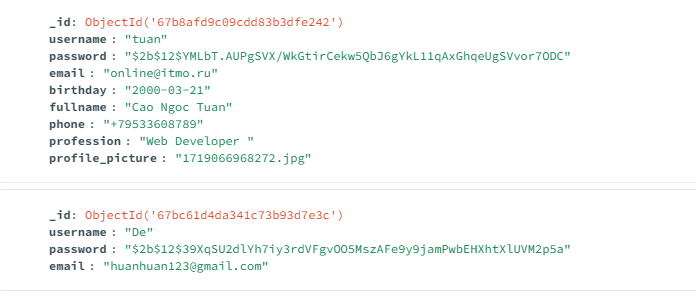 _id: ObjectId('67b8afd9c09cdd83b3dfe242')
username : "tuan"
password : "$2b$12$YMLbT.AUPgSVX/WkGtirCekw5QbJ6gYkL11qAxGhqeUgSVvor7ODC"
email : "online@itmo.ru"
birthday : "2000-03-21"
fullname : "Cao Ngoc Tuan"
phone : "+79533608789"
profession : "Web Developer "
profile_picture : "1719066968272.jpg"
_id: ObjectId('67bc61d4da341c73b93d7e3c')
username : "De"
password : "$2b$12$39XqSU2dlYh7iy3rdVFgvOO5MszAFe9y9jamPwbEHXhtXlUVM2p5a"
email : "huanhuan123@gmail.com"